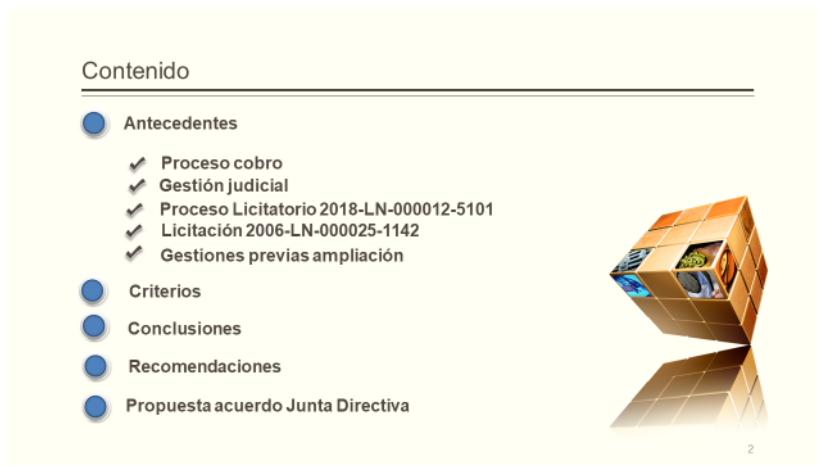 Contenido
Antecedentes
Proceso cobro
Gestión judicial
Proceso Licitatorio 2018-LN-000012-5101
Licitación 2006-LN-000025-1142
Gestiones previas ampliación
Criterios
Conclusiones
Recomendaciones
Propuesta acuerdo Junta Directiva
2